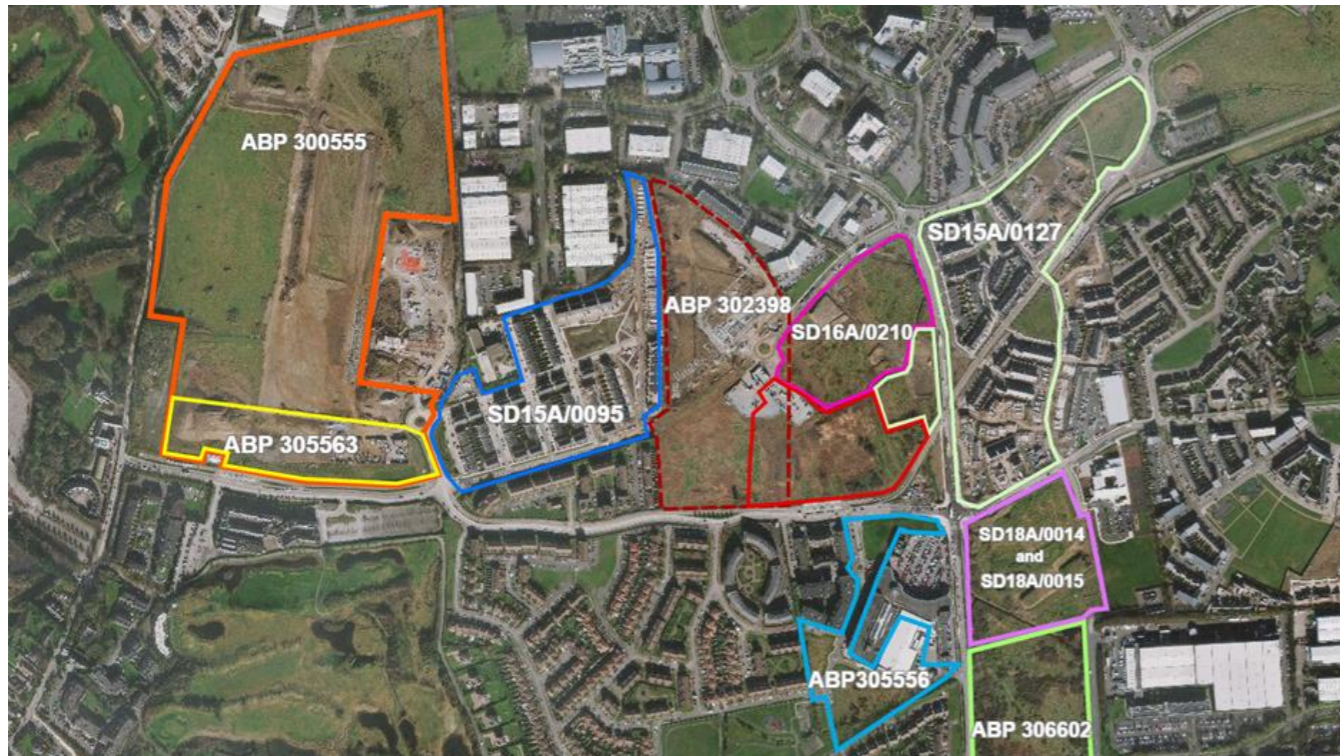 ABP 300555
SD15A/0127
ABP 302398
SD16A/0210
SD15A/0095
ABP 305563
SD18A/0014
and
SD18A/0015
ABP305556
ABP 306602